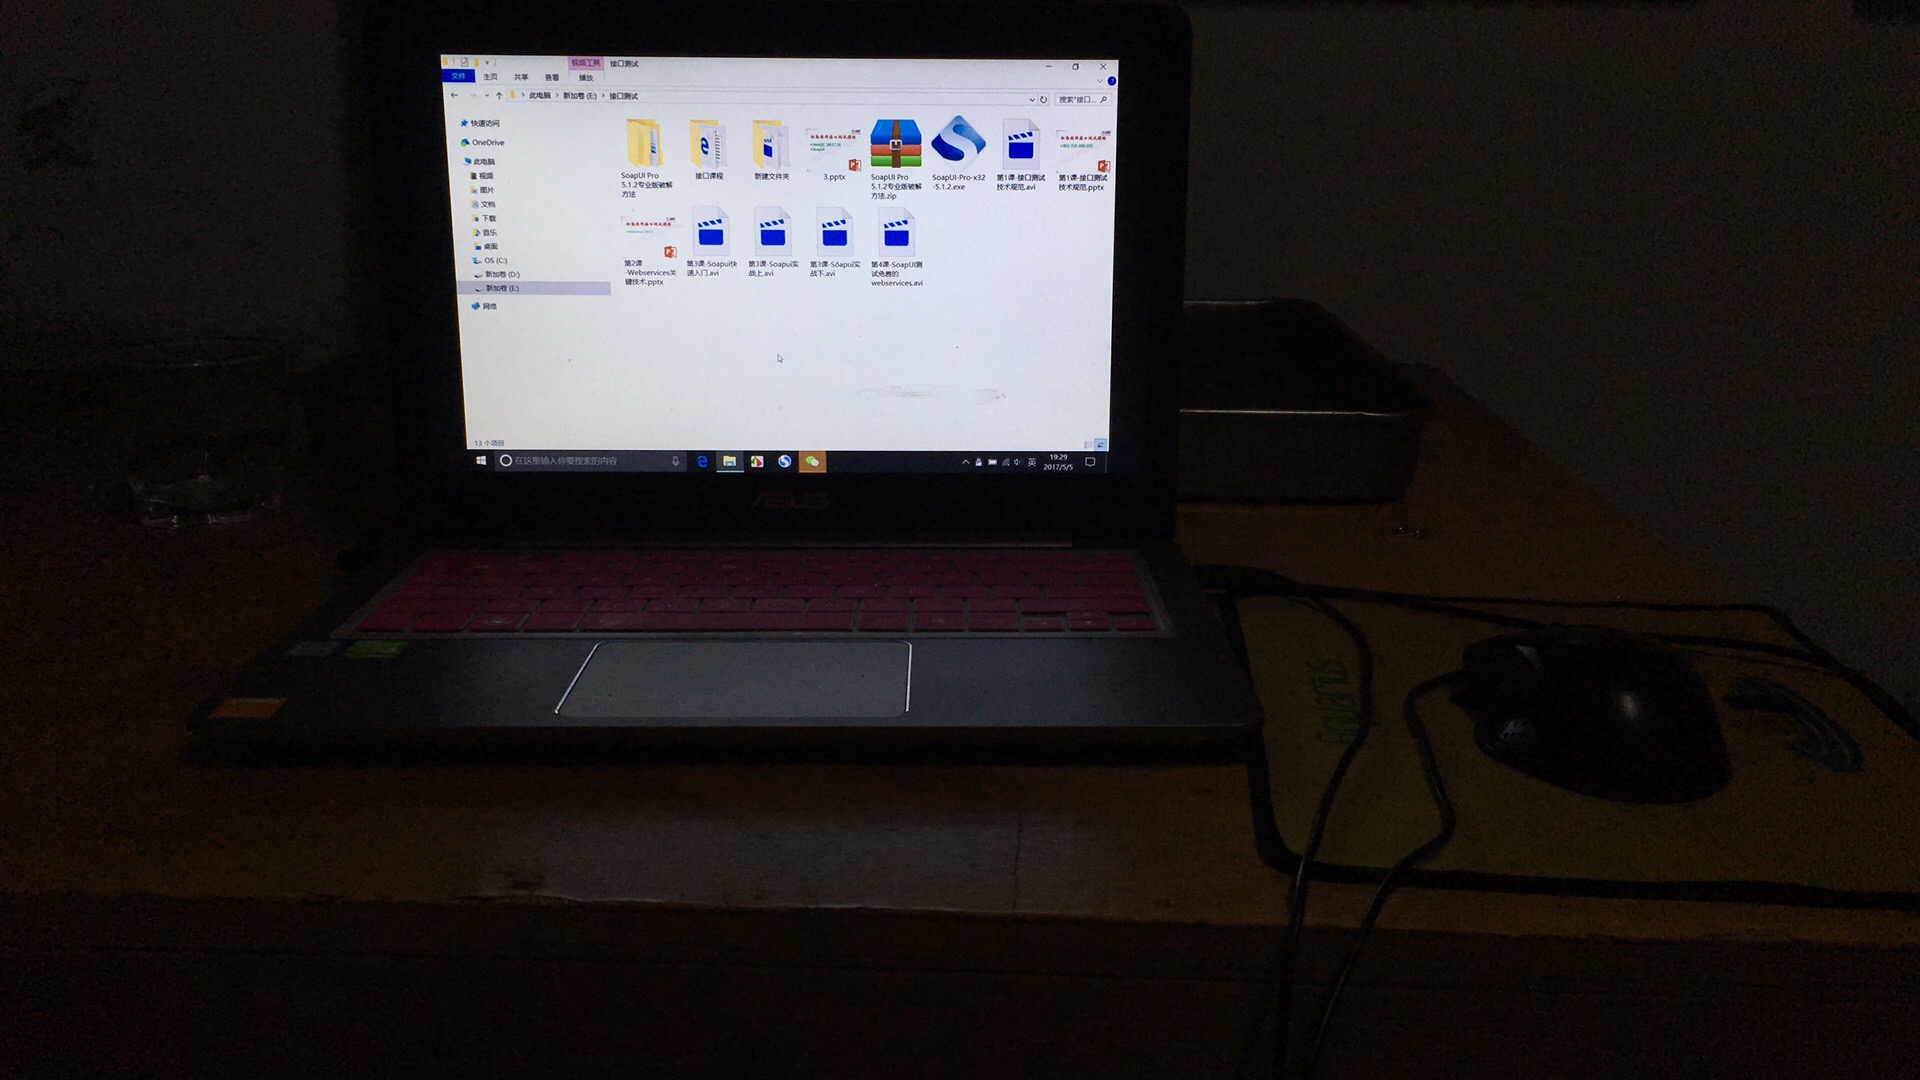 视频工具 接口测试
文件 主页 共享 查看 播放
此电脑 > 新加卷 (E:) > 接口测试
搜索"接口...
快速访问
OneDrive
此电脑
视频
图片
文档
下载
音乐
桌面
OS (C:)
新加卷 (D:)
新加卷 (E:)
网络
SoapUI Pro
5.1.2专业版破解
方法
接口课程
新建文件夹
3.pptx
SoapUI Pro
5.1.2专业版破解
方法.zip
SoapUI-Pro-x32
-5.1.2.exe
第1课-接口测试
技术规范.avi
第1课-接口测试
技术规范.pptx
第2课
-Webservices关
键技术.pptx
第3课-Soapui快
速入门.avi
第3课-Soapui实
战上.avi
第3课-Soapui实
战下.avi
第4课-SoapUI测
试免费的
webservices.avi
13 个项目
在这里输入你要搜索的内容
英
19:29
2017/5/5
ASUS